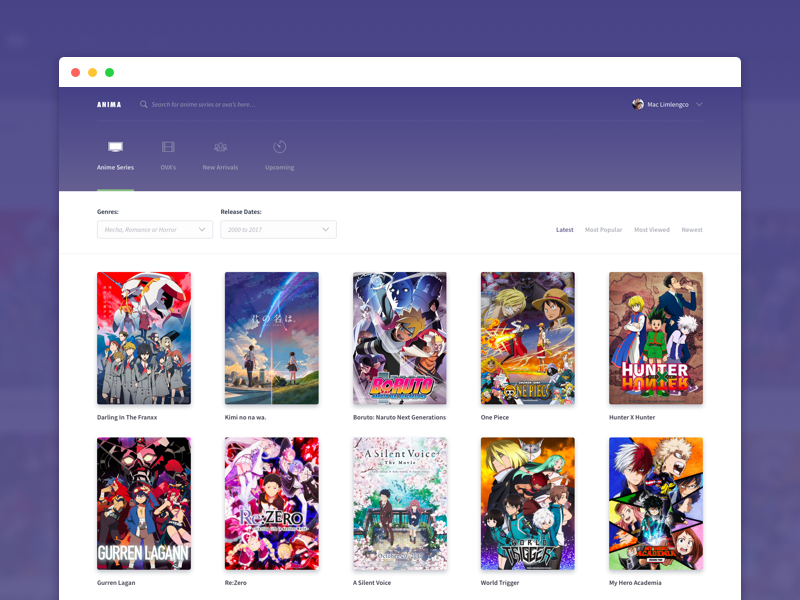 ANIMA
Search for anime series or ova's here...
Mac Limlengco
Anime Series
OVA's
New Arrivals
Upcoming
Genres:
Release Dates:
Mecha, Romance or Horror
2000 to 2017
Latest
Most Popular
Most Viewed
Newest
君の名は。
BORUTO
ONE PIECE
HUNTER
HUNTER
Darling In The Franxx
Kimi no na wa.
Boruto: Naruto Next Generations
One Piece
Hunter X Hunter
GURREN LAGANN
Re:ZERO
A Silent Voice
The Movie
WORLD
TRIGGER
Gurren Lagan
Re:Zero
A Silent Voice
World Trigger
My Hero Academia